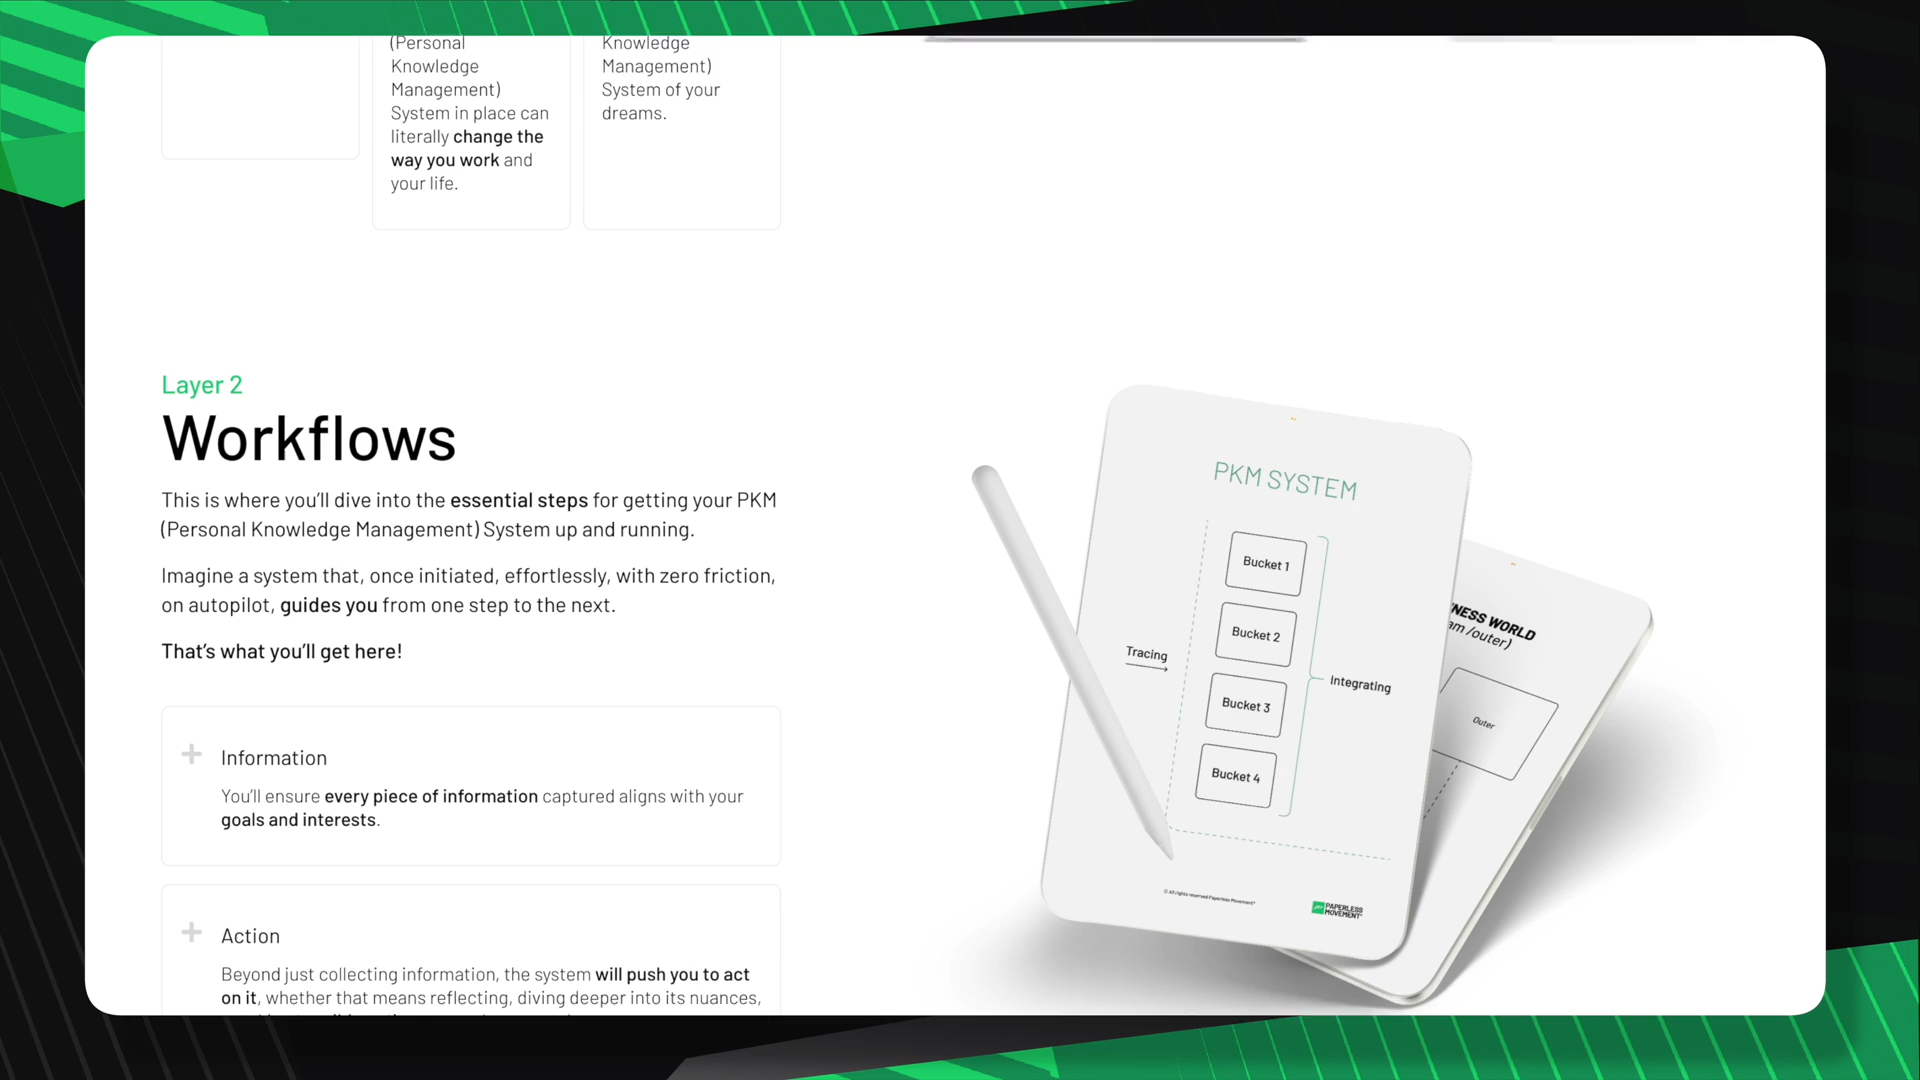 (Personal
Knowledge
Management)
System in place can
literally change the
way you work and
your life.
Knowledge
Management)
System of your
dreams.
Layer 2
Workflows
This is where you'll dive into the essential steps for getting your PKM
(Personal Knowledge Management) System up and running.
Imagine a system that, once initiated, effortlessly, with zero friction,
on autopilot, guides you from one step to the next.
That's what you'll get here!
+ Information
You'll ensure every piece of information captured aligns with your
goals and interests.
+ Action
Beyond just collecting information, the system will push you to act
on it, whether that means reflecting, diving deeper into its nuances,
PKM SYSTEM
Bucket 1
Bucket 2
Tracing
Bucket 3
Integrating
Bucket 4
© All rights reserved Paperless Movement®
PAPERLESS
MOVEMENT®
NESS WORLD
am /outer)
Outer